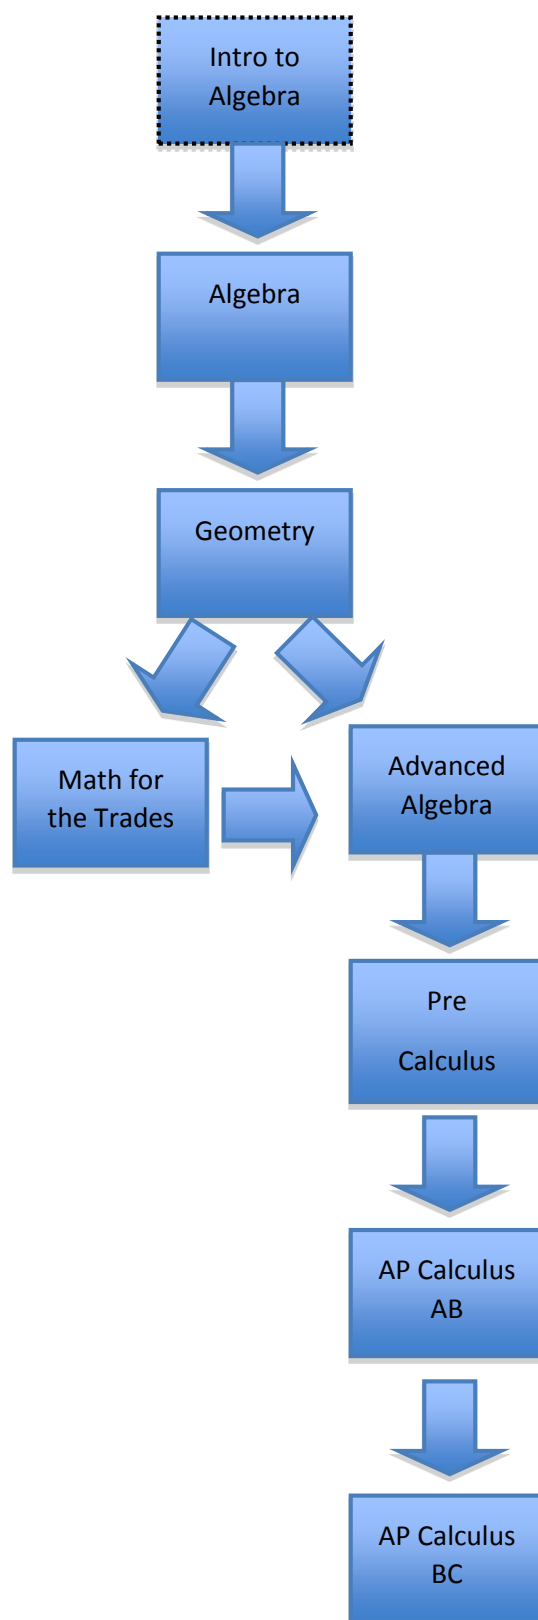 Intro to
Algebra
Algebra
Geometry
Math for
the Trades
Advanced
Algebra
Pre
Calculus
AP Calculus
AB
AP Calculus
BC